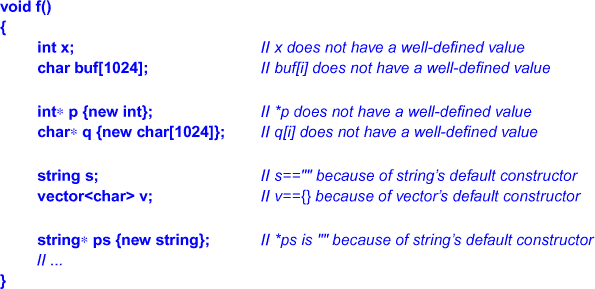 void f()
{
int x; // x does not have a well-defined value
char buf[1024]; // buf[i] does not have a well-defined value
int∗ p {new int}; // *p does not have a well-defined value
char∗ q {new char[1024]}; // q[i] does not have a well-defined value
string s; // s=="" because of string’s default constructor
vector<char> v; // v=={} because of vector’s default constructor
string∗ ps {new string}; // *ps is "" because of string’s default constructor
// ...
}